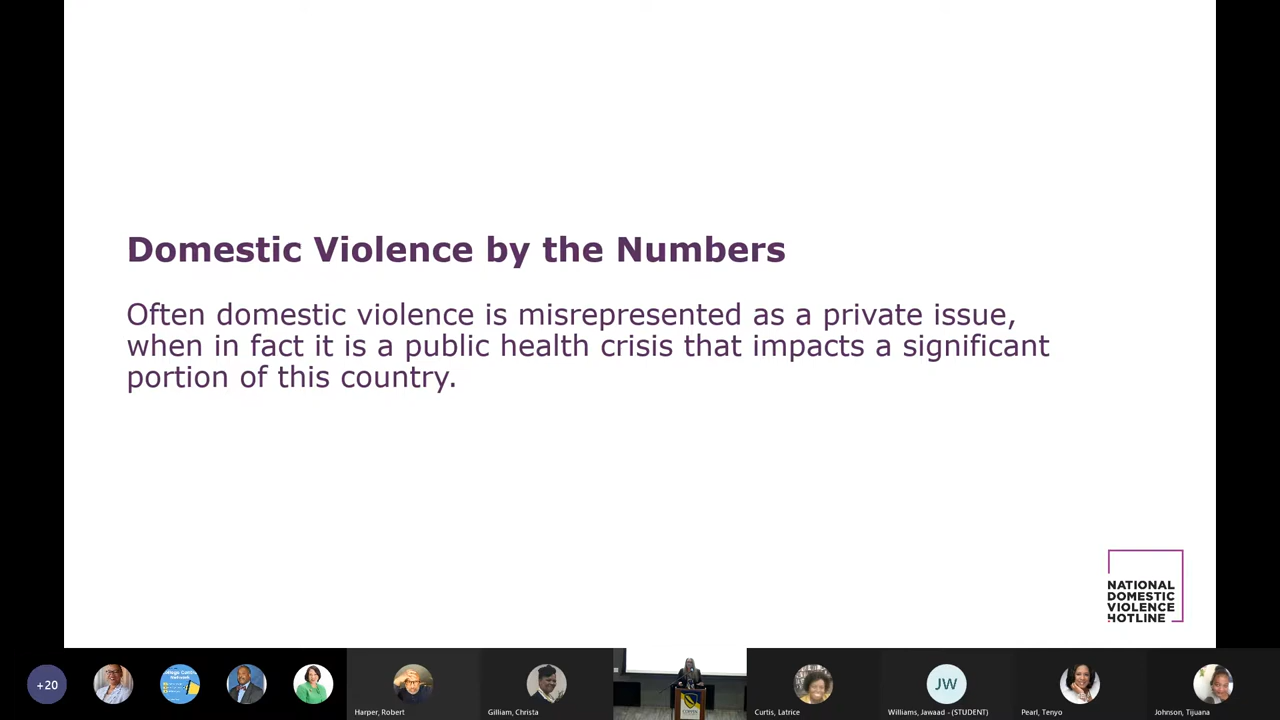 Domestic Violence by the Numbers
Often domestic violence is misrepresented as a private issue,
when in fact it is a public health crisis that impacts a significant
portion of this country.
NATIONAL
DOMESTIC
VIOLENCE
HOTLINE
+20
Harper, Robert
Gilliam, Christa
Curtis, Latrice
JW
Williams, Jawaad - (STUDENT)
Pearl, Tenyo
Johnson, Tijuana